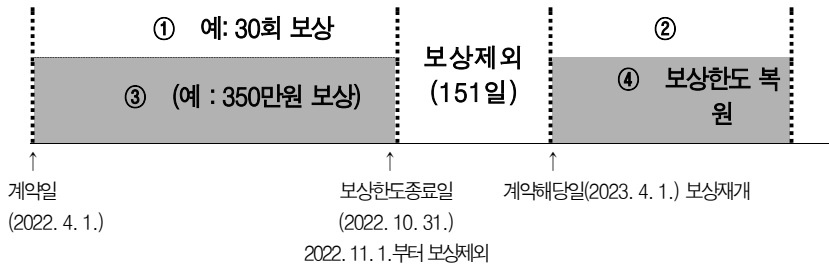 ① 예: 30회 보상
보상제외
(151일)
②
③ (예 : 350만원 보상)
④ 보상한도 복
원
↑
계약일
(2022. 4. 1.)
↑
보상한도종료일
(2022. 10. 31.)
2022. 11. 1.부터 보상제외
↑
계약해당일(2023. 4. 1.) 보상재개